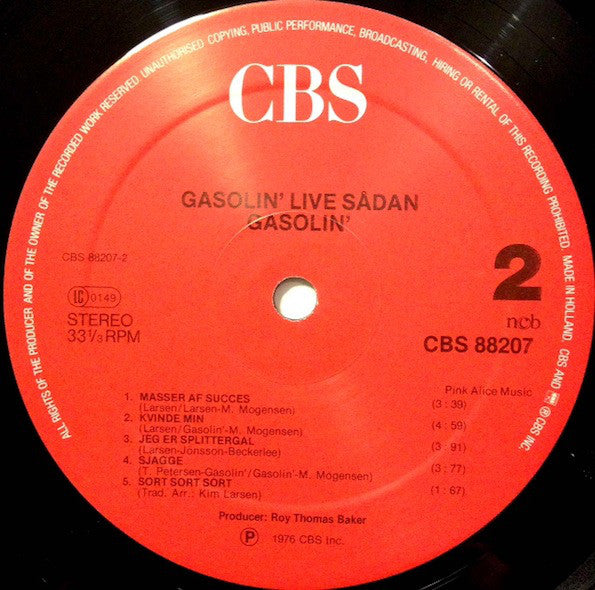 ALL RIGHTS OF THE PRODUCER AND OF THE OWNER OF THE RECORDED WORK RESERVED. UNAUTHORISED COPYING, PUBLIC PERFORMANCE, BROADCASTING, HIRING OR RENTAL OF THIS RECORDING PROHIBITED. MADE IN HOLLAND. CBS AND ® © CBS INC.
CBS
GASOLIN' LIVE SÅDAN
GASOLIN'
CBS 88207-2
2
LC 0149
ncb
STEREO
33⅓ RPM
CBS 88207
Pink Alice Music
1. MASSER AF SUCCES (3 : 39)
(Larsen/Larsen-M. Mogensen)
2. KVINDE MIN (4 : 59)
(Larsen/Gasolin'-M. Mogensen)
3. JEG ER SPLITTERGAL (3 : 91)
(Larsen-Jonsson-Beckerlee)
4. SJAGGE (3 : 77)
(T. Petersen-Gasolin'/Gasolin'-M. Mogensen)
5. SORT SORT SORT (1 : 67)
(Trad. Arr.: Kim Larsen)
Producer: Roy Thomas Baker
℗ 1976 CBS Inc.